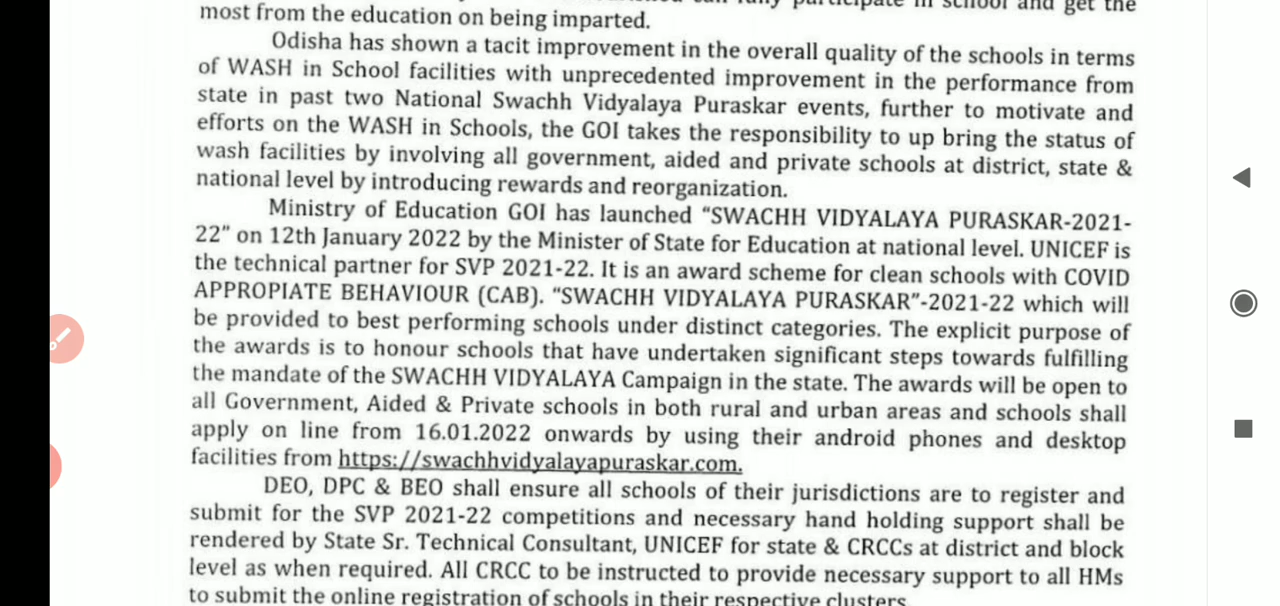 most from the education on being imparted.
Odisha has shown a tacit improvement in the overall quality of the schools in terms
of WASH in School facilities with unprecedented improvement in the performance from
state in past two National Swachh Vidyalaya Puraskar events, further to motivate and
efforts on the WASH in Schools, the GOI takes the responsibility to up bring the status of
wash facilities by involving all government, aided and private schools at district, state &
national level by introducing rewards and reorganization.
Ministry of Education GOI has launched “SWACHH VIDYALAYA PURASKAR-2021-
22” on 12th January 2022 by the Minister of State for Education at national level. UNICEF is
the technical partner for SVP 2021-22. It is an award scheme for clean schools with COVID
APPROPIATE BEHAVIOUR (CAB). “SWACHH VIDYALAYA PURASKAR”-2021-22 which will
be provided to best performing schools under distinct categories. The explicit purpose of
the awards is to honour schools that have undertaken significant steps towards fulfilling
the mandate of the SWACHH VIDYALAYA Campaign in the state. The awards will be open to
all Government, Aided & Private schools in both rural and urban areas and schools shall
apply on line from 16.01.2022 onwards by using their android phones and desktop
facilities from https://swachhvidyalayapuraskar.com.
DEO, DPC & BEO shall ensure all schools of their jurisdictions are to register and
submit for the SVP 2021-22 competitions and necessary hand holding support shall be
rendered by State Sr. Technical Consultant, UNICEF for state & CRCCs at district and block
level as when required. All CRCC to be instructed to provide necessary support to all HMs
to submit the online registration of schools in their respective clusters.